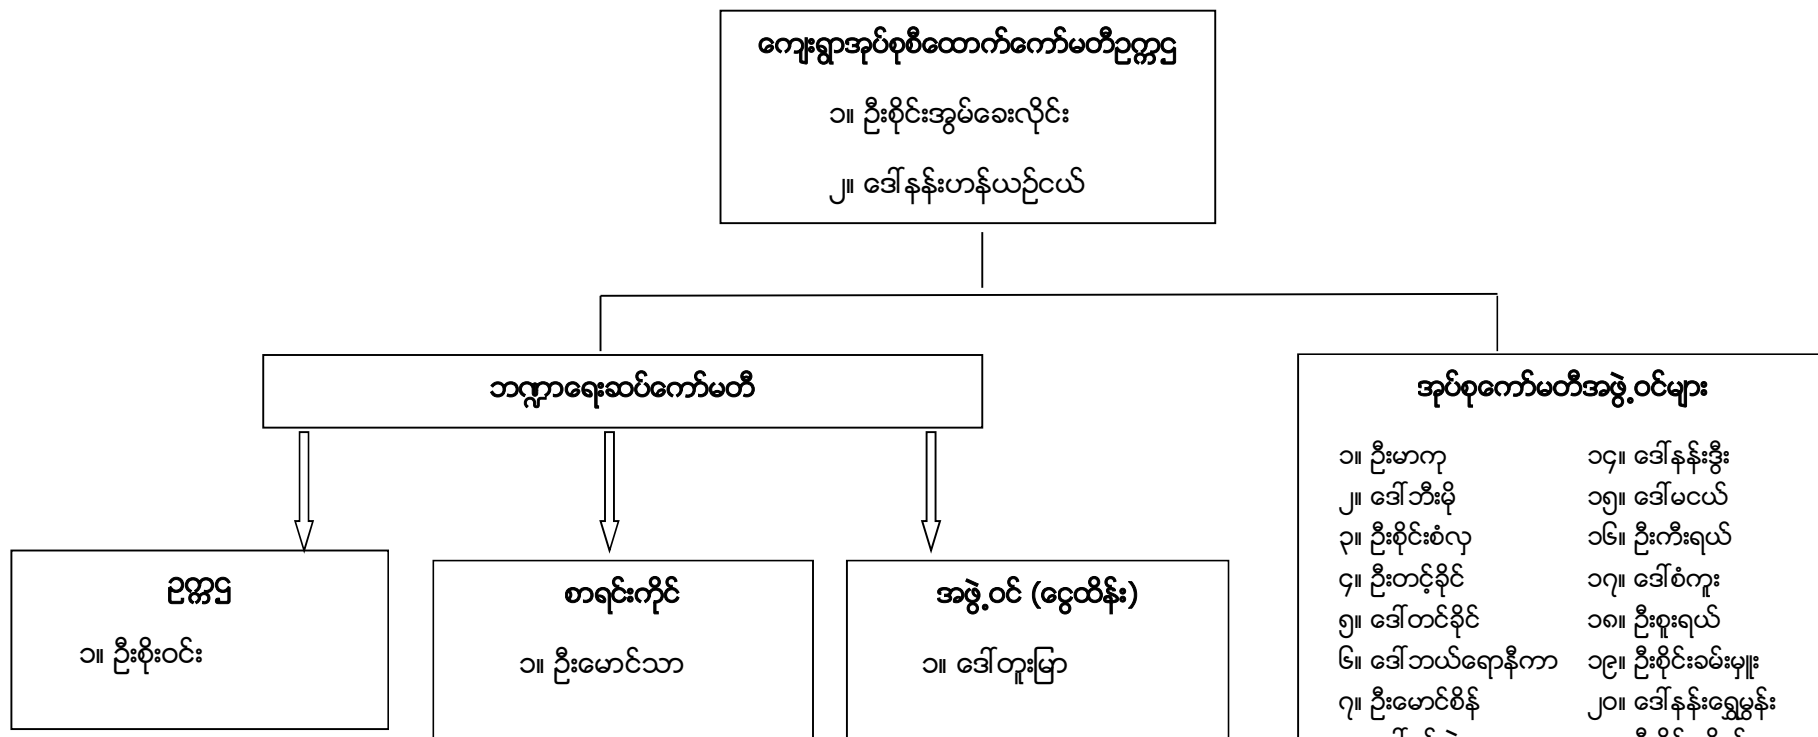 ကျေးရွာအုပ်စုစီထောက်ကော်မတီဥက္ကဌ
၁။ ဦးစိုင်းအွမ်ခေးလိုင်း
၂။ ဒေါ်နန်းဟန်ယဉ်ငယ်
ဘဏ္ဍာရေးဆပ်ကော်မတီ
ဥက္ကဌ
၁။ ဦးစိုးဝင်း
စာရင်းကိုင်
၁။ ဦးမောင်သာ
အဖွဲ့ဝင် (ငွေထိန်း)
၁။ ဒေါ်တူးမြာ
အုပ်စုကော်မတီအဖွဲ့ဝင်များ
၁။ ဦးမာကု
၂။ ဒေါ်ဘီးမို
၃။ ဦးစိုင်းစံလှ
၄။ ဦးတင့်ခိုင်
၅။ ဒေါ်တင်ခိုင်
၆။ ဒေါ်ဘယ်ရောနီကာ
၇။ ဦးမောင်စိန်
၁၄။ ဒေါ်နန်းဒွီး
၁၅။ ဒေါ်မငယ်
၁၆။ ဦးကီးရယ်
၁၇။ ဒေါ်စံကူး
၁၈။ ဦးစူးရယ်
၁၉။ ဦးစိုင်းခမ်းမှူး
၂၀။ ဒေါ်နန်းရွှေမွန်း